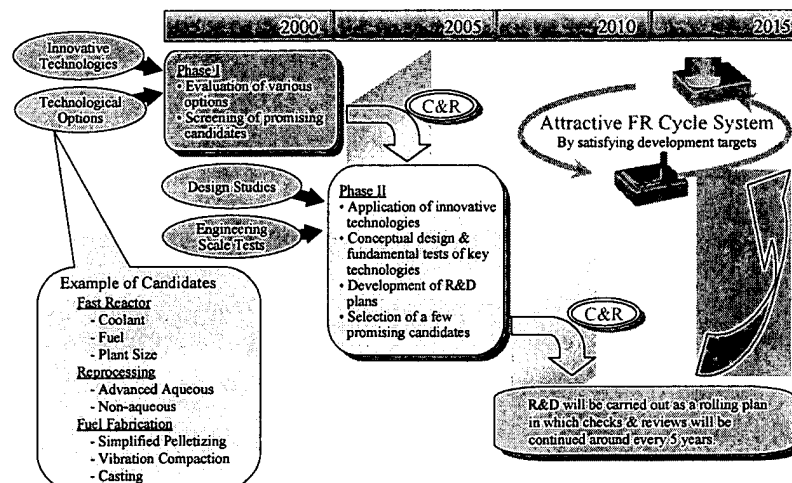 2000
2005
2010
2015
Innovative
Technologies
Technological
Options
Phase I
• Evaluation of various
options
• Screening of promising
candidates
C&R
Attractive FR Cycle System
By satisfying development targets
Design Studies
Engineering
Scale Tests
Phase II
• Application of innovative
technologies
• Conceptual design &
fundamental tests of key
technologies
• Development of R&D
plans
• Selection of a few
promising candidates
C&R
Example of Candidates
Fast Reactor
- Coolant
- Fuel
- Plant Size
Reprocessing
- Advanced Aqueous
- Non-aqueous
Fuel Fabrication
- Simplified Pelletizing
- Vibration Compaction
- Casting
R&D will be carried out as a rolling plan
in which checks & reviews will be
continued around every 5 years